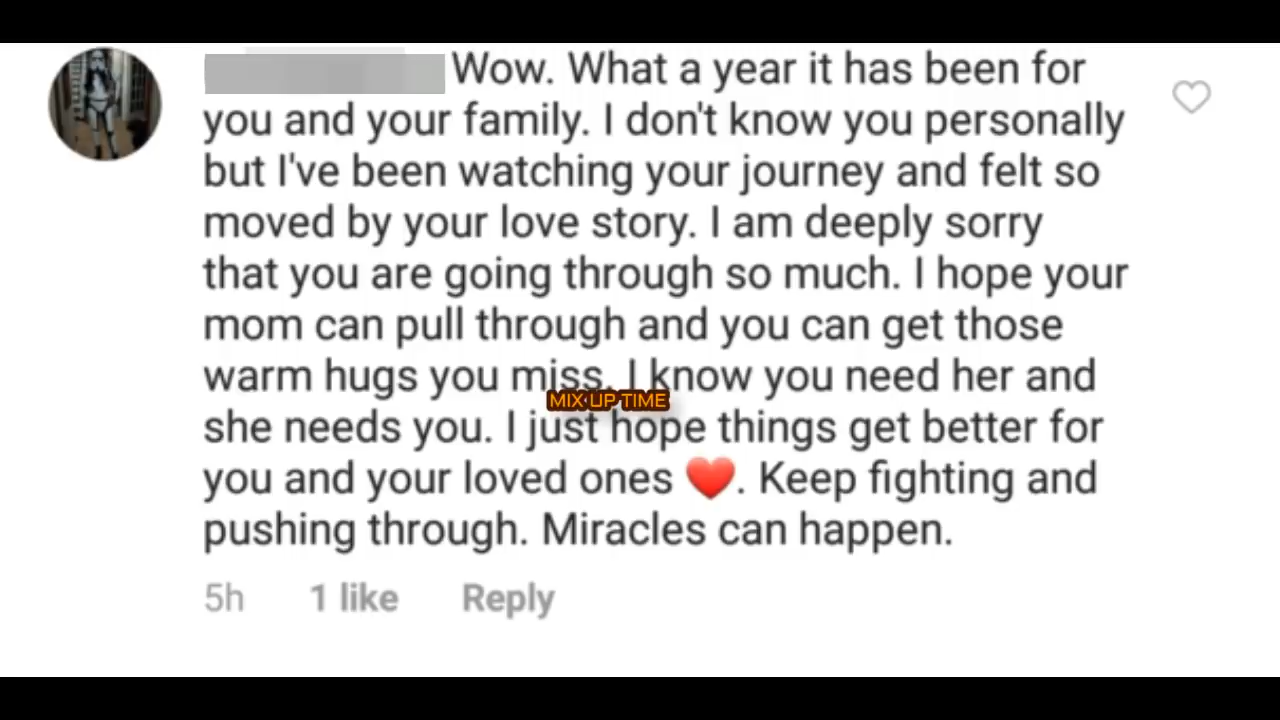 Wow. What a year it has been for
you and your family. I don't know you personally
but I've been watching your journey and felt so
moved by your love story. I am deeply sorry
that you are going through so much. I hope your
mom can pull through and you can get those
warm hugs you miss. I know you need her and
MIX UP TIME
she needs you. I just hope things get better for
you and your loved ones ❤️. Keep fighting and
pushing through. Miracles can happen.
5h 1 like Reply